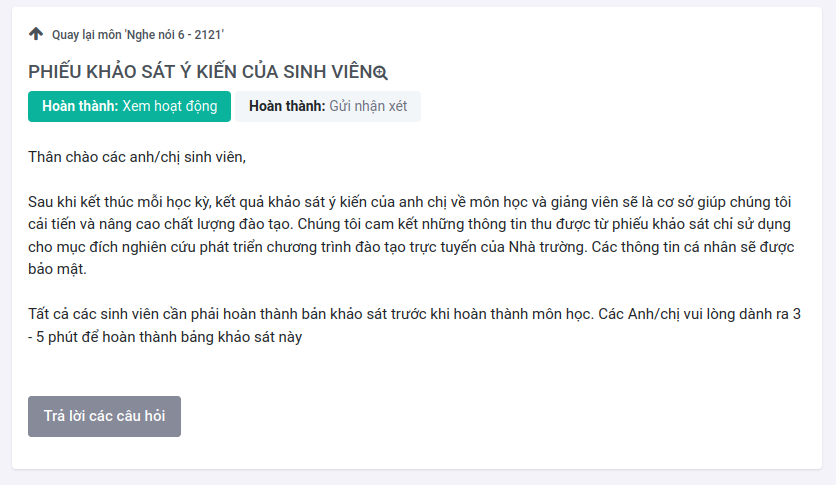 Quay lại môn 'Nghe nói 6 - 2121'
PHIẾU KHẢO SÁT Ý KIẾN CỦA SINH VIÊN
Hoàn thành: Xem hoạt động Hoàn thành: Gửi nhận xét
Thân chào các anh/chị sinh viên,
Sau khi kết thúc mỗi học kỳ, kết quả khảo sát ý kiến của anh chị về môn học và giảng viên sẽ là cơ sở giúp chúng tôi
cải tiến và nâng cao chất lượng đào tạo. Chúng tôi cam kết những thông tin thu được từ phiếu khảo sát chỉ sử dụng
cho mục đích nghiên cứu phát triển chương trình đào tạo trực tuyến của Nhà trường. Các thông tin cá nhân sẽ được
bảo mật.
Tất cả các sinh viên cần phải hoàn thành bản khảo sát trước khi hoàn thành môn học. Các Anh/chị vui lòng dành ra 3
- 5 phút để hoàn thành bảng khảo sát này
Trả lời các câu hỏi